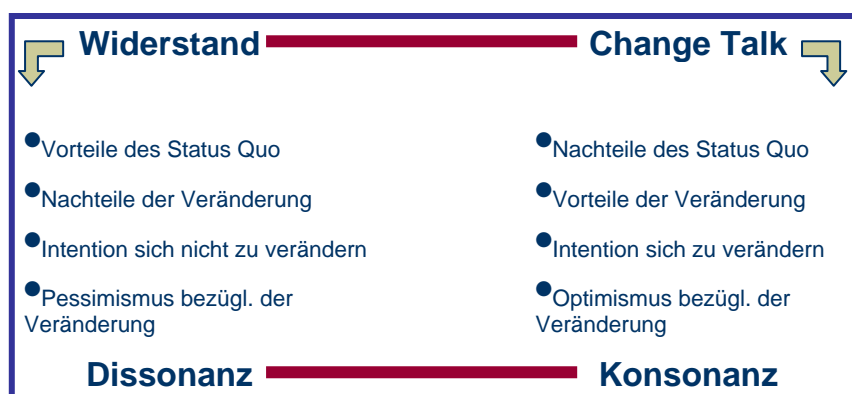 Widerstand
Change Talk
●Vorteile des Status Quo
●Nachteile der Veränderung
●Intention sich nicht zu verändern
●Pessimismus bezügl. der
Veränderung
●Nachteile des Status Quo
●Vorteile der Veränderung
●Intention sich zu verändern
●Optimismus bezügl. der
Veränderung
Dissonanz
Konsonanz